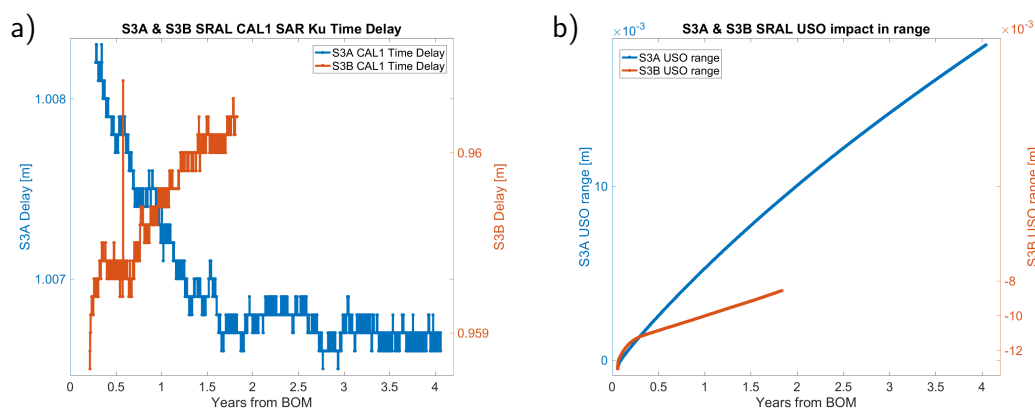 a)
S3A & S3B SRAL CAL1 SAR Ku Time Delay
S3A CAL1 Time Delay
S3B CAL1 Time Delay
1.008
1.007
S3A Delay [m]
0.96
0.959
S3B Delay [m]
0 0.5 1 1.5 2 2.5 3 3.5 4
Years from BOM
b)
S3A & S3B SRAL USO impact in range
×10⁻³
×10⁻³
S3A USO range
S3B USO range
10
0
S3A USO range [m]
-8
-10
-12
S3B USO range [m]
0 0.5 1 1.5 2 2.5 3 3.5 4
Years from BOM